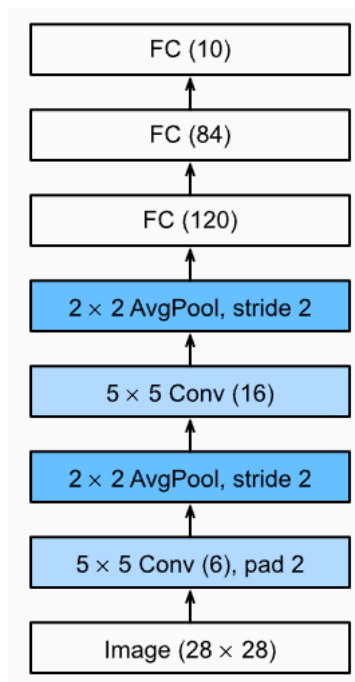 FC (10)
FC (84)
FC (120)
2 × 2 AvgPool, stride 2
5 × 5 Conv (16)
2 × 2 AvgPool, stride 2
5 × 5 Conv (6), pad 2
Image (28 × 28)